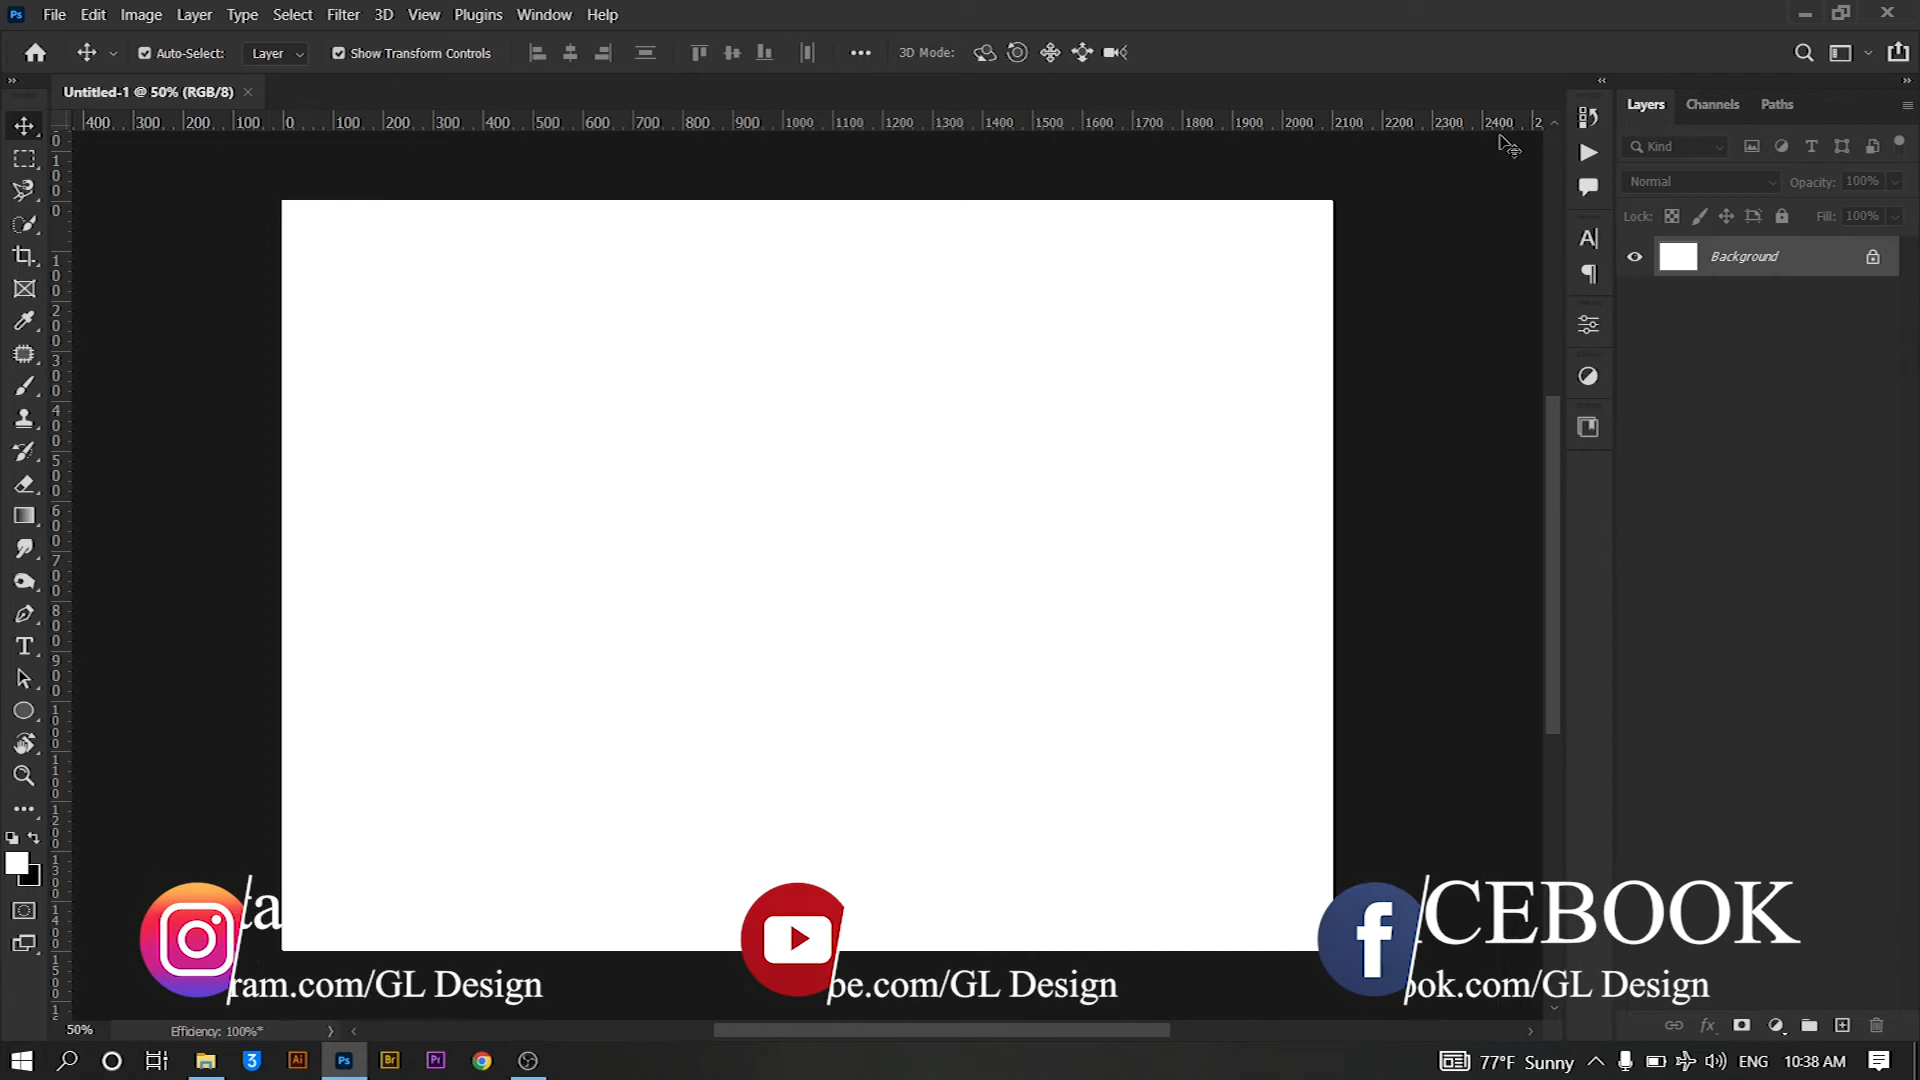 File Edit Image Layer Type Select Filter 3D View Plugins Window Help
Auto-Select: Layer Show Transform Controls 3D Mode:
Untitled-1 @ 50% (RGB/8)
400 300 200 100 0 100 200 300 400 500 600 700 800 900 1000 1100 1200 1300 1400 1500 1600 1700 1800 1900 2000 2100 2200 2300 2400 2
Layers Channels Paths
Kind
Normal Opacity: 100%
Lock: Fill: 100%
Background
ta
CEBOOK
ram.com/GL Design
be.com/GL Design
ook.com/GL Design
50% Efficiency: 100%*
77°F Sunny ENG 10:38 AM